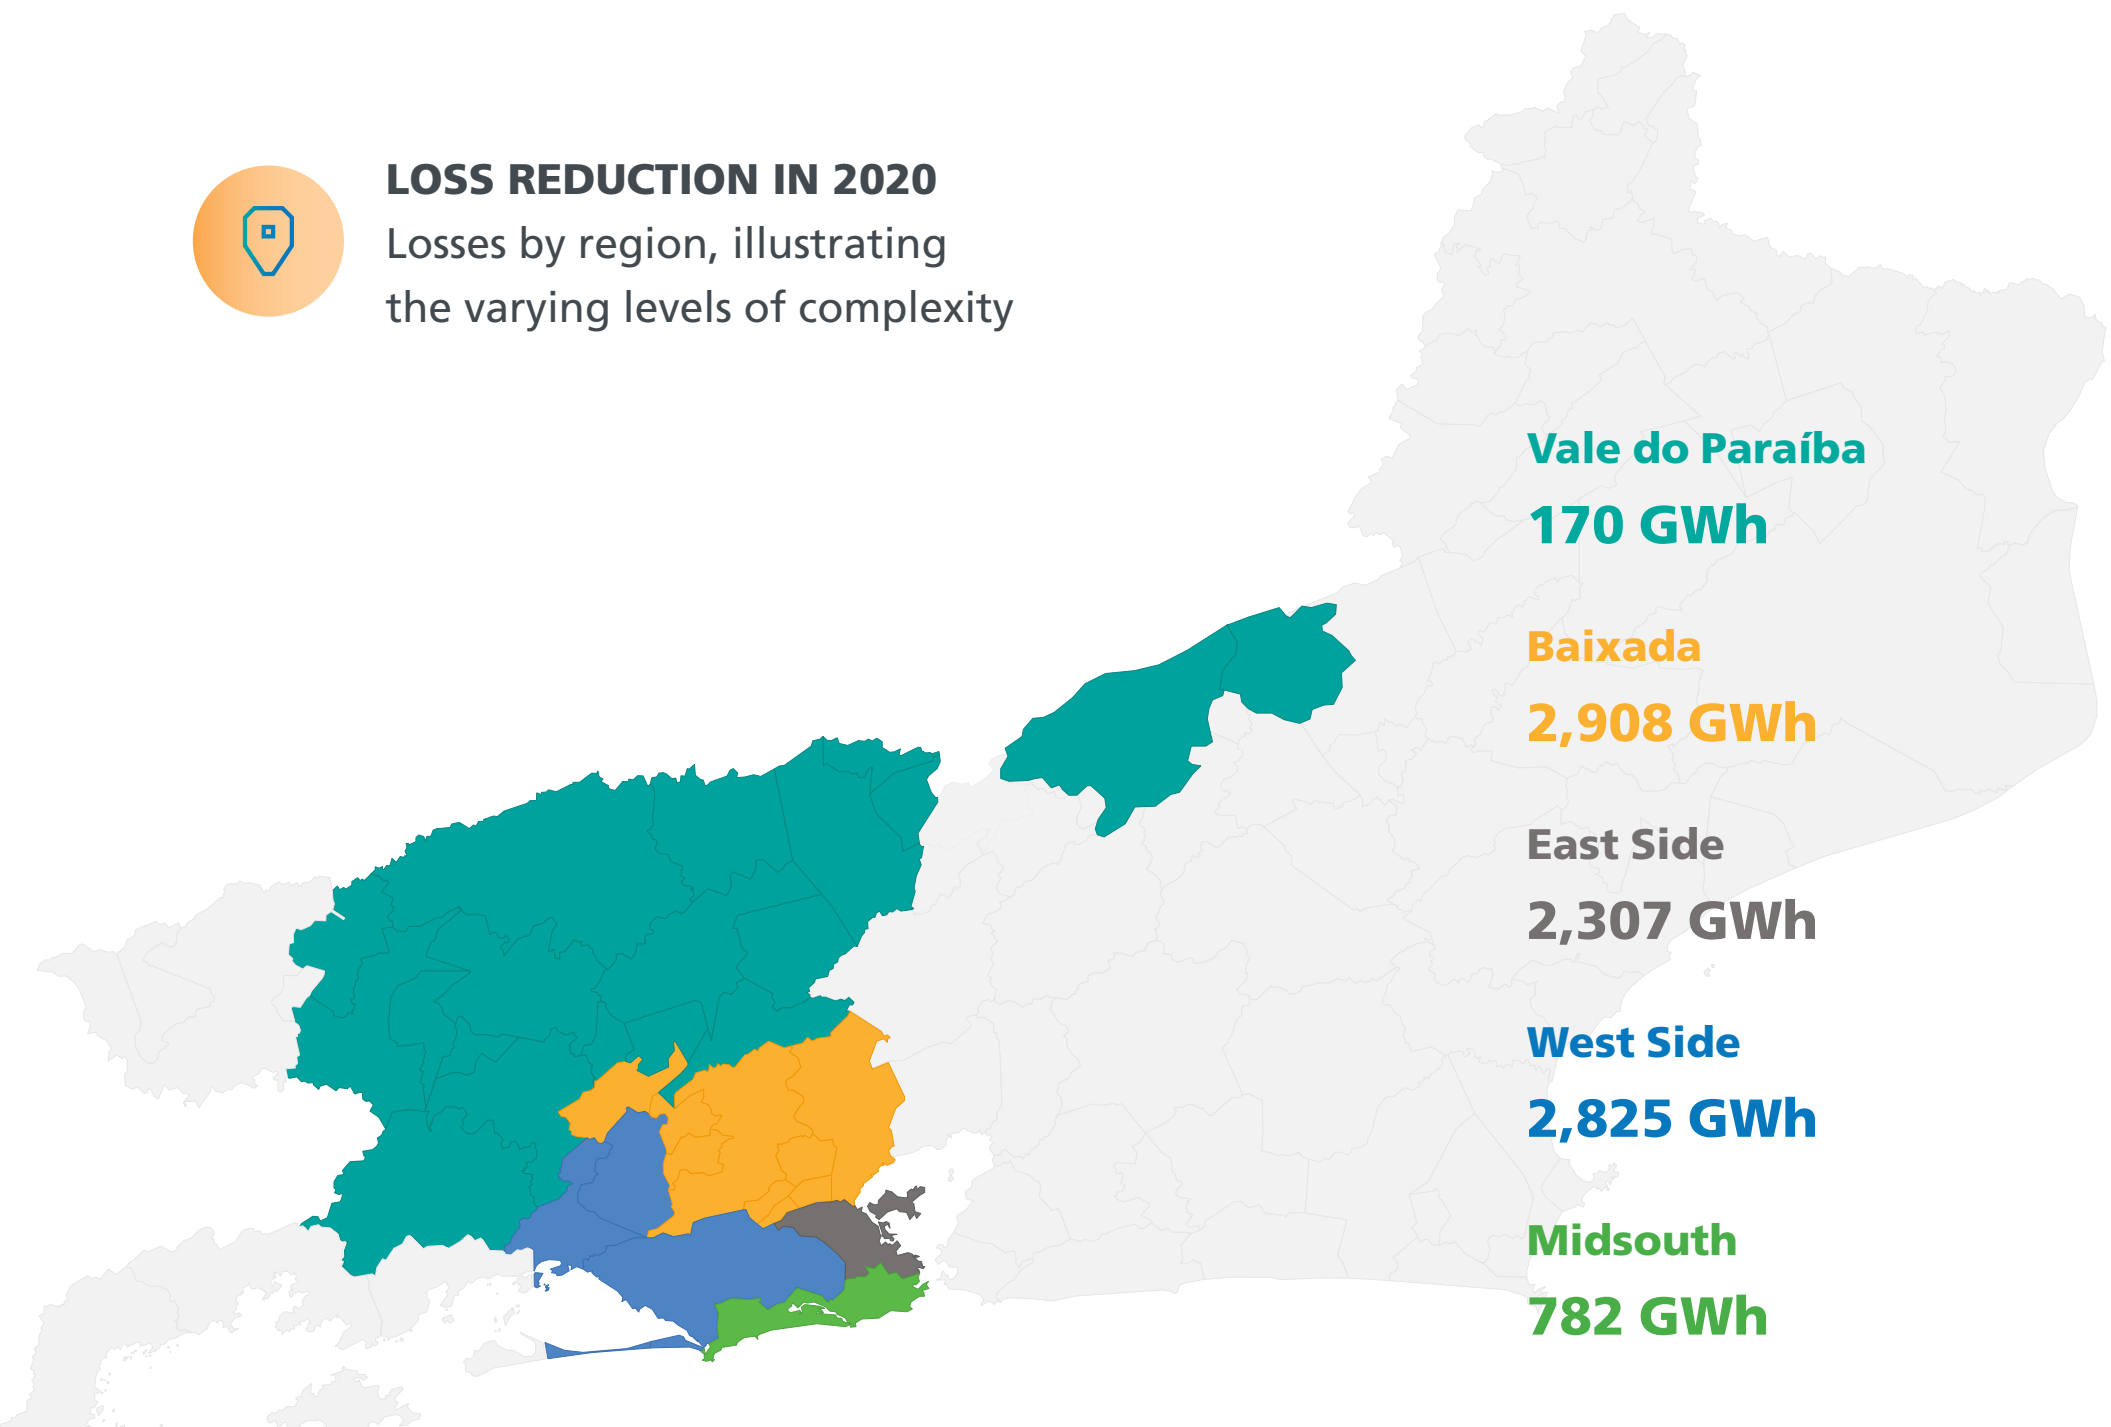 LOSS REDUCTION IN 2020
Losses by region, illustrating
the varying levels of complexity
Vale do Paraíba
170 GWh
Baixada
2,908 GWh
East Side
2,307 GWh
West Side
2,825 GWh
Midsouth
782 GWh